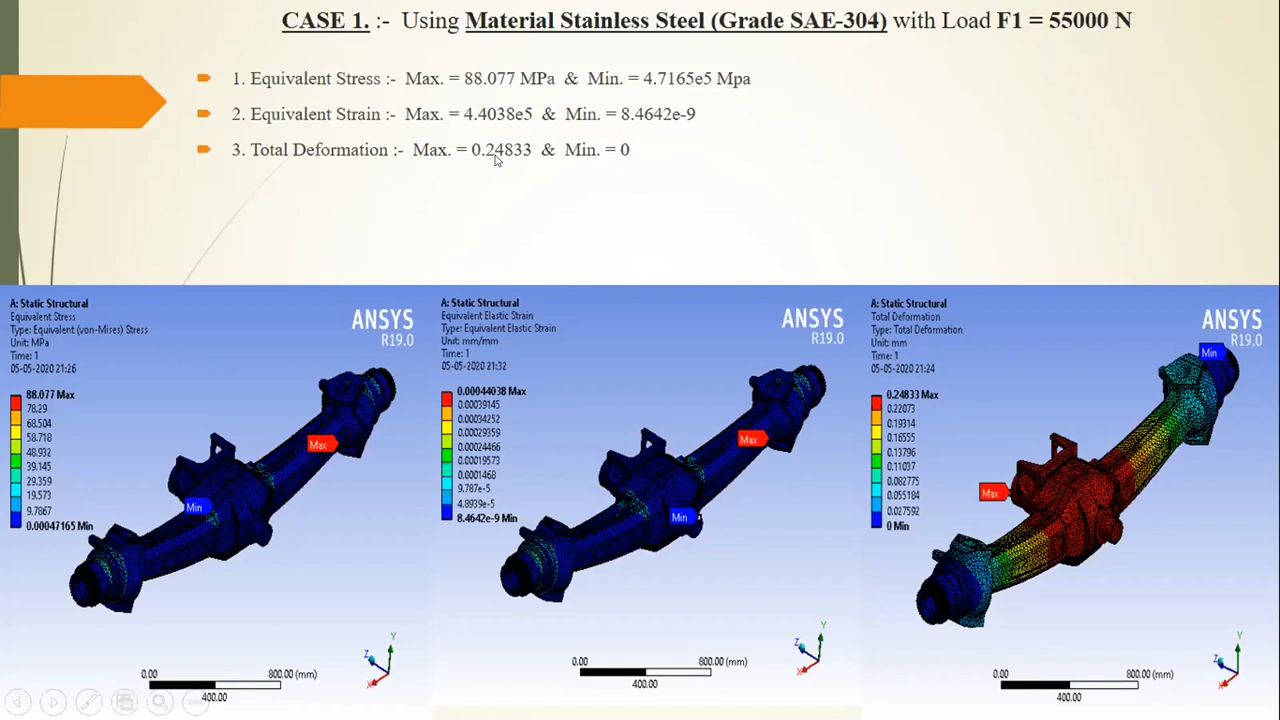 CASE 1. :- Using Material Stainless Steel (Grade SAE-304) with Load F1 = 55000 N
1. Equivalent Stress :- Max. = 88.077 MPa & Min. = 4.7165e5 Mpa
2. Equivalent Strain :- Max. = 4.4038e5 & Min. = 8.4642e-9
3. Total Deformation :- Max. = 0.24833 & Min. = 0
A: Static Structural
Equivalent Stress
Type: Equivalent (von-Mises) Stress
Unit: MPa
Time: 1
05-05-2020 21:26
ANSYS
R19.0
88.077 Max
78.29
68.504
58.718
48.932
39.145
29.359
19.573
9.7867
0.00047165 Min
Max
Min
0.00
800.00 (mm)
400.00
Y
Z
X
A: Static Structural
Equivalent Elastic Strain
Type: Equivalent Elastic Strain
Unit: mm/mm
Time: 1
05-05-2020 21:32
ANSYS
R19.0
0.00044038 Max
0.00039145
0.00034252
0.00029359
0.00024466
0.00019573
0.0001468
9.787e-5
4.8939e-5
8.4642e-9 Min
Max
Min
0.00
800.00 (mm)
400.00
Y
Z
X
A: Static Structural
Total Deformation
Type: Total Deformation
Unit: mm
Time: 1
05-05-2020 21:24
ANSYS
R19.0
0.24833 Max
0.22073
0.19314
0.16555
0.13796
0.11037
0.082775
0.055184
0.027592
0 Min
Min
Max
0.00
800.00 (mm)
400.00
Y
Z
X